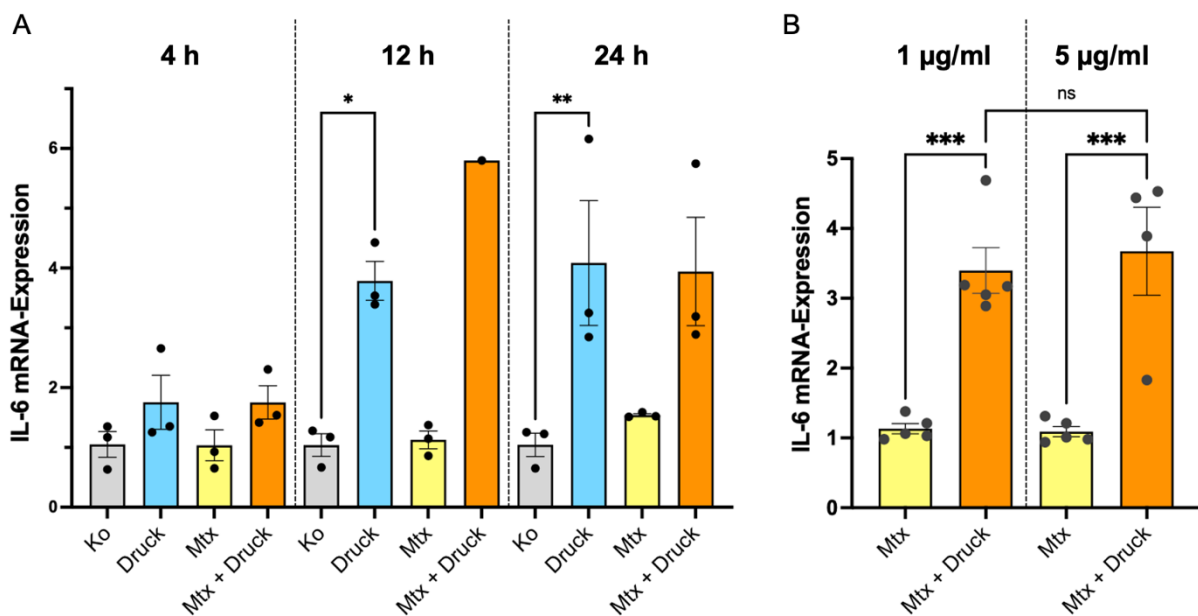 A
4 h
12 h
24 h
IL-6 mRNA-Expression
8
6
4
2
0
*
**
Ko
Druck
Mtx
Mtx + Druck
Ko
Druck
Mtx
Mtx + Druck
Ko
Druck
Mtx
Mtx + Druck
B
1 µg/ml
5 µg/ml
ns
***
***
IL-6 mRNA-Expression
5
4
3
2
1
0
Mtx
Mtx + Druck
Mtx
Mtx + Druck